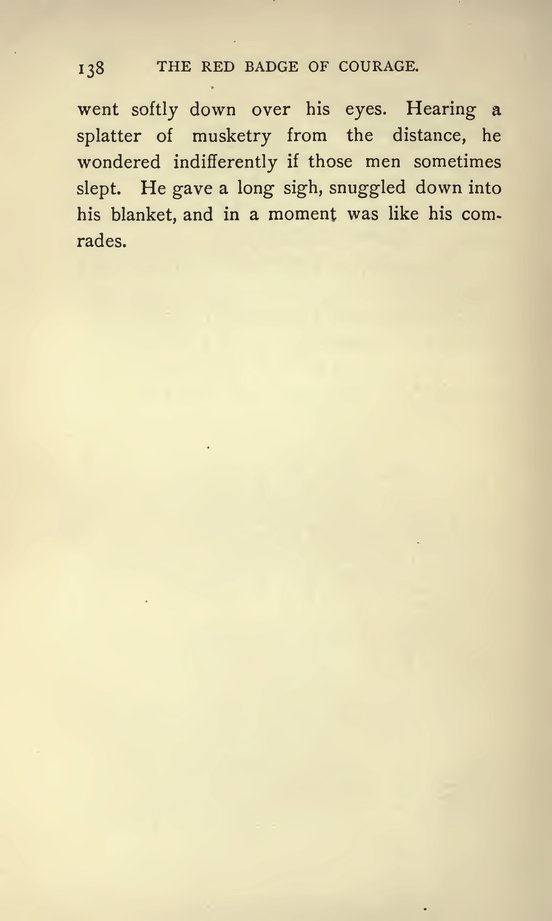 138 THE RED BADGE OF COURAGE.
went softly down over his eyes. Hearing a
splatter of musketry from the distance, he
wondered indifferently if those men sometimes
slept. He gave a long sigh, snuggled down into
his blanket, and in a moment was like his com-
rades.